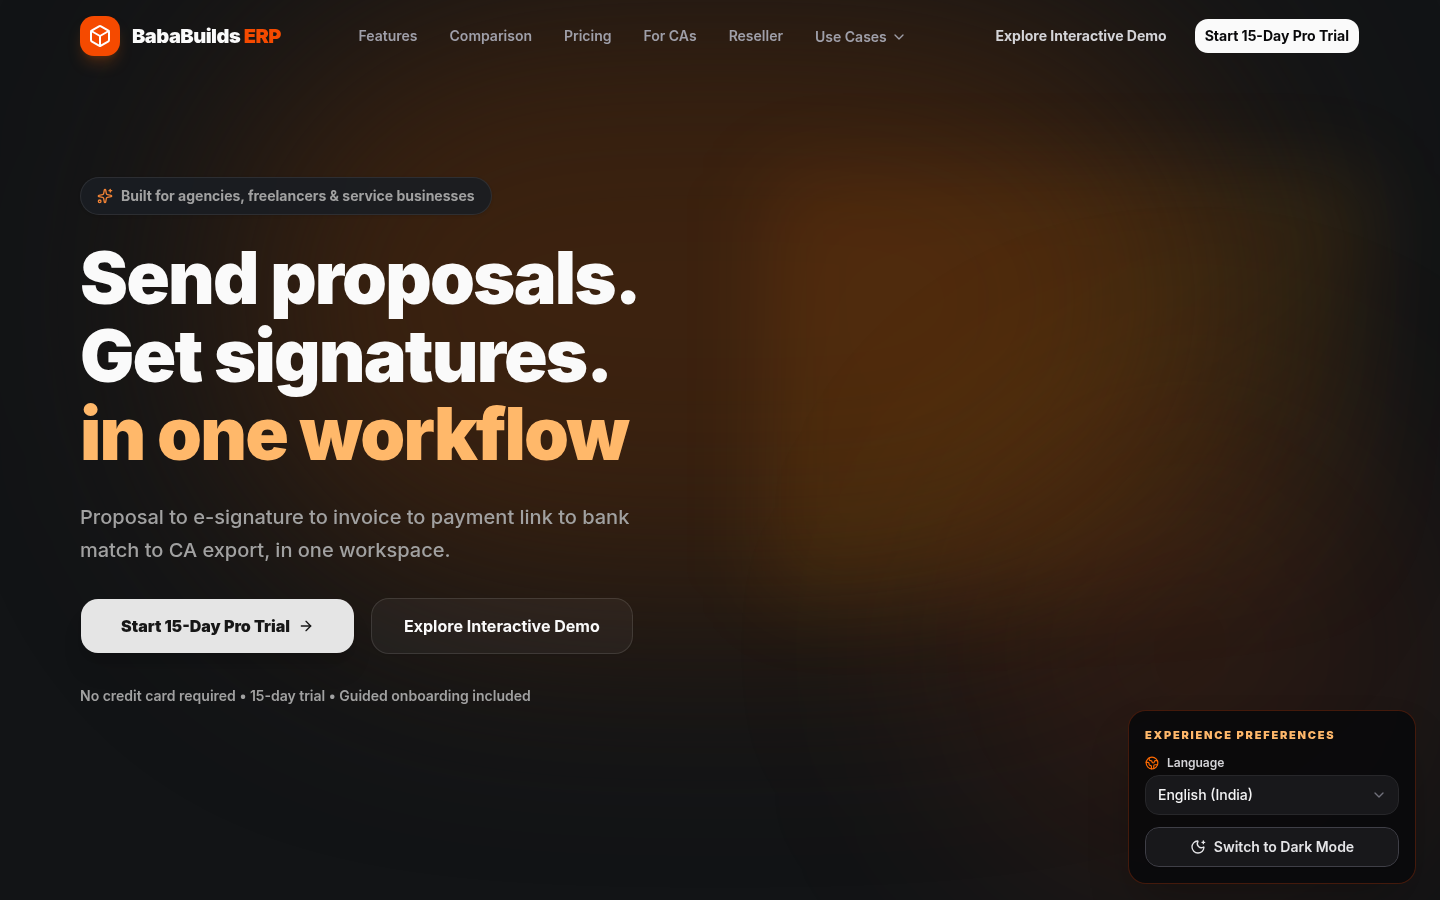 BabaBuilds ERP
Features
Comparison
Pricing
For CAs
Reseller
Use Cases
Explore Interactive Demo
Start 15-Day Pro Trial
Built for agencies, freelancers & service businesses
Send proposals.
Get signatures.
in one workflow
Proposal to e-signature to invoice to payment link to bank
match to CA export, in one workspace.
Start 15-Day Pro Trial
Explore Interactive Demo
No credit card required • 15-day trial • Guided onboarding included
EXPERIENCE PREFERENCES
Language
English (India)
Switch to Dark Mode